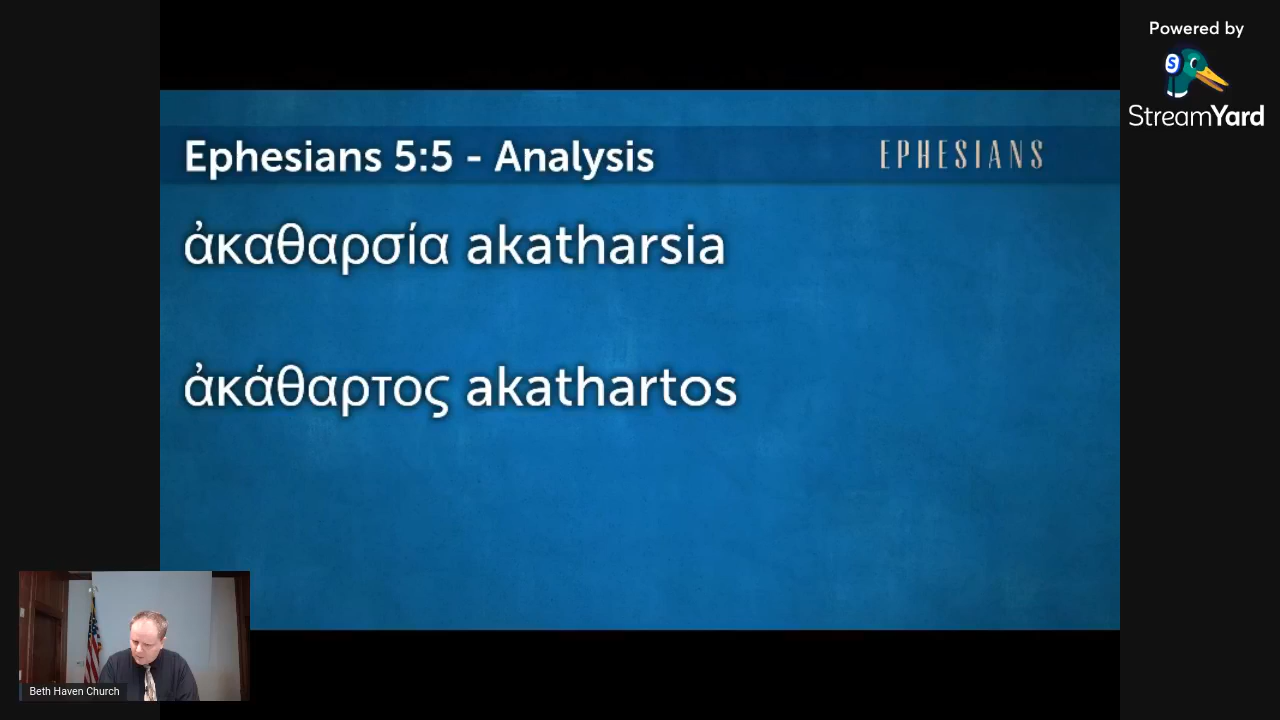 Powered by
StreamYard
Ephesians 5:5 - Analysis
EPHESIANS
ἀκαθαρσία akatharsia
ἀκάθαρτος akathartos
Beth Haven Church